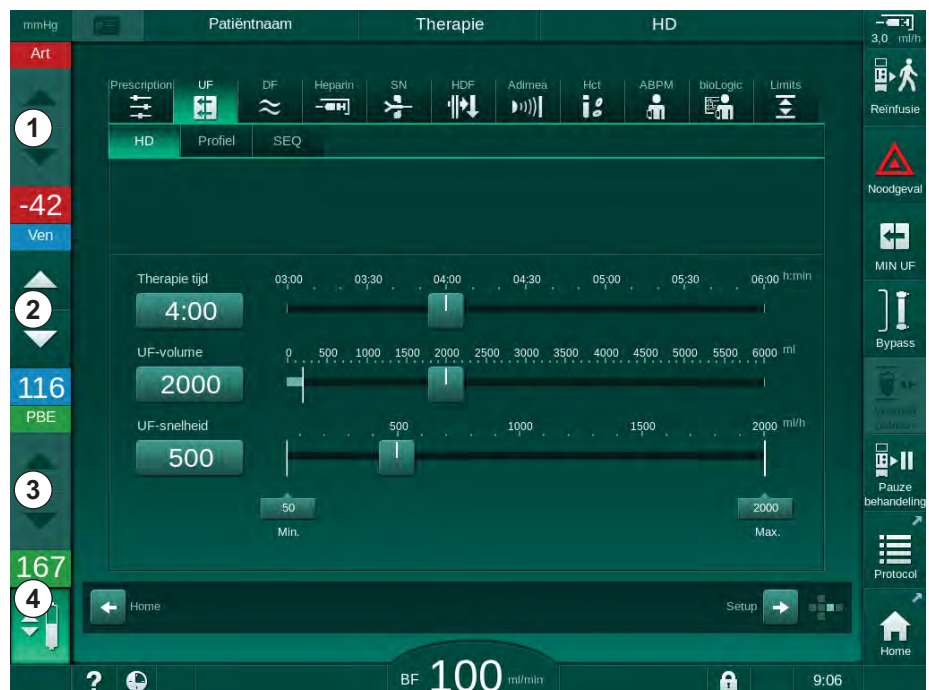 mmHg
Patiëntnaam
Therapie
HD
3,0 ml/h
Art
1
-42
Ven
2
116
PBE
3
167
4
Prescription
UF
DF
Heparin
SN
HDF
Adimea
Hct
ABPM
bioLogic
Limits
HD
Profiel
SEQ
Therapie tijd
03:00 03:30 04:00 04:30 05:00 05:30 06:00 h:min
4:00
UF-volume
0 500 1000 1500 2000 2500 3000 3500 4000 4500 5000 5500 6000 ml
2000
UF-snelheid
500 1000 1500 2000 ml/h
500
50
Min.
2000
Max.
Home
Setup
Reïnfusie
Noodgeval
MIN UF
Bypass
Pauze
behandeling
Protocol
Home
?
BF 100 ml/min
9:06